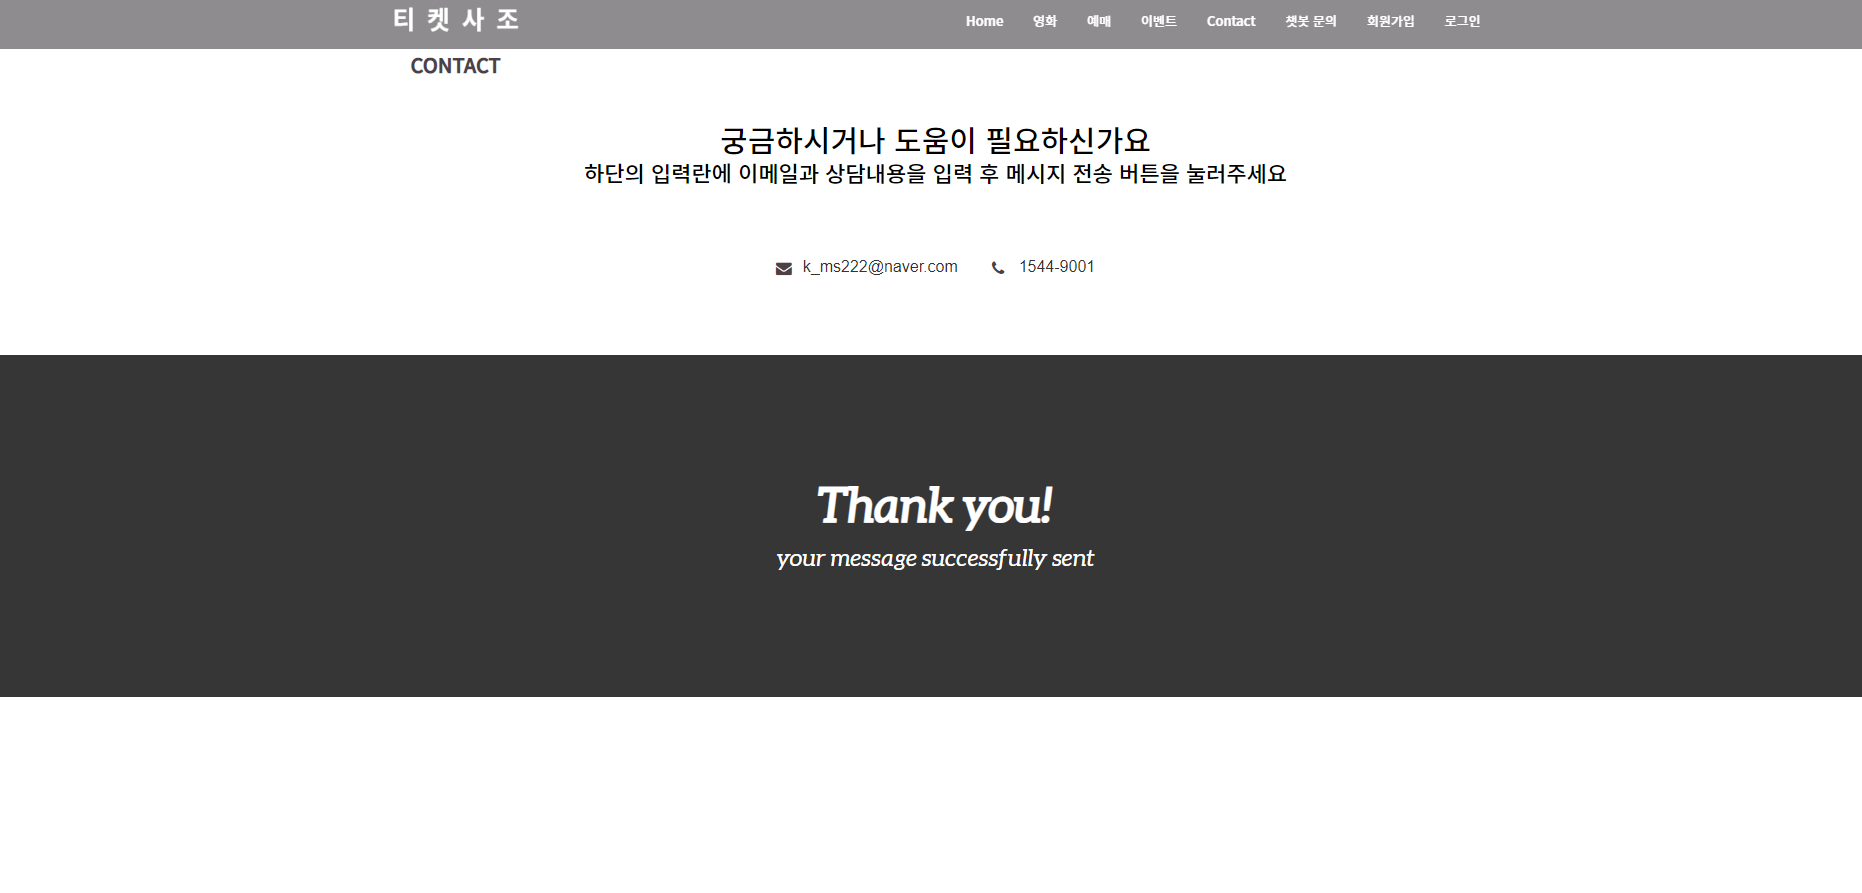 티 켓 사 조
Home 영화 예매 이벤트 Contact 챗봇 문의 회원가입 로그인
CONTACT
궁금하시거나 도움이 필요하신가요
하단의 입력란에 이메일과 상담내용을 입력 후 메시지 전송 버튼을 눌러주세요
k_ms222@naver.com 1544-9001
Thank you!
your message successfully sent